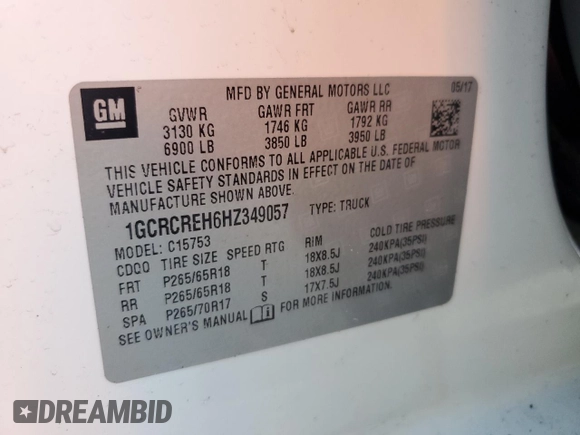 GM
MFD BY GENERAL MOTORS LLC 05/17
GVWR GAWR FRT GAWR RR
3130 KG 1746 KG 1792 KG
6900 LB 3850 LB 3950 LB
THIS VEHICLE CONFORMS TO ALL APPLICABLE U.S. FEDERAL MOTOR
VEHICLE SAFETY STANDARDS IN EFFECT ON THE DATE OF
MANUFACTURE SHOWN ABOVE.
1GCRCREH6HZ349057 TYPE: TRUCK
MODEL: C15753
CDCQ TIRE SIZE SPEED RTG RIM COLD TIRE PRESSURE
FRT P265/65R18 T 18X8.5J 240KPA(35PSI)
RR P265/65R18 T 18X8.5J 240KPA(35PSI)
SPA P265/70R17 S 17X7.5J 240KPA(35PSI)
SEE OWNER'S MANUAL FOR MORE INFORMATION.
DREAMBID